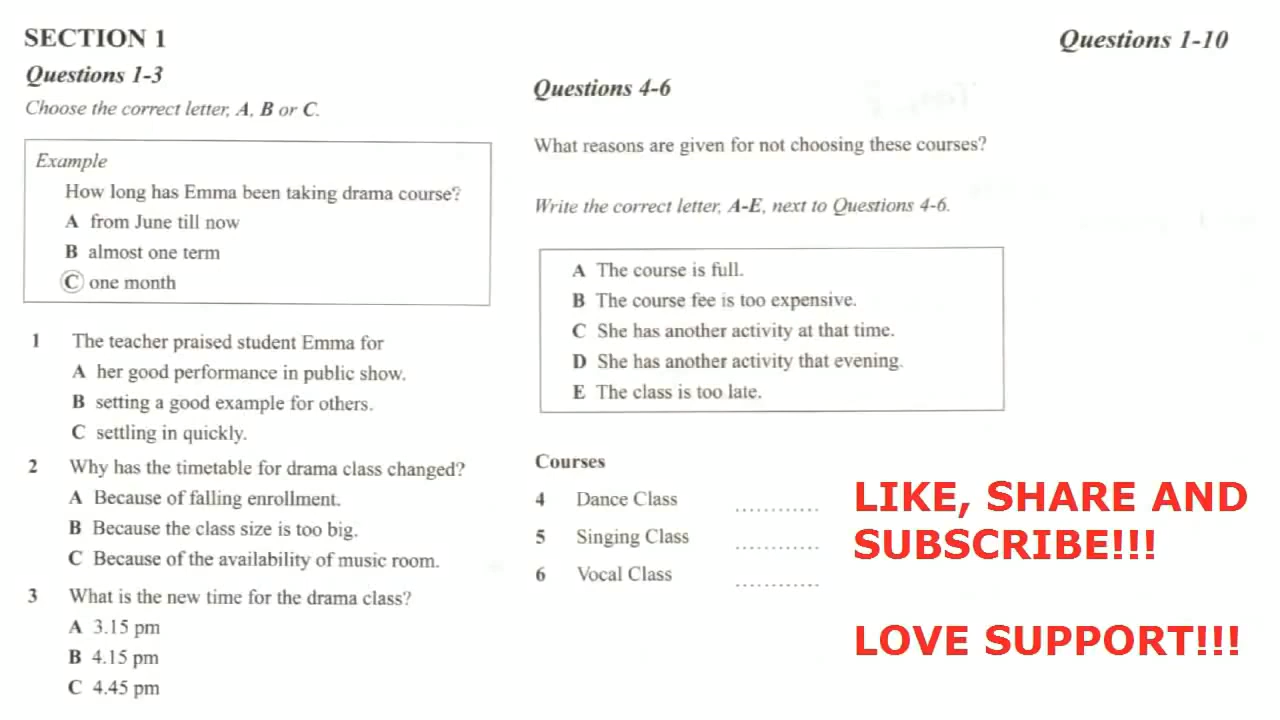 SECTION 1
Questions 1-10
Questions 1-3
Choose the correct letter, A, B or C.
Example
How long has Emma been taking drama course?
A from June till now
B almost one term
C one month
1 The teacher praised student Emma for
A her good performance in public show.
B setting a good example for others.
C settling in quickly.
2 Why has the timetable for drama class changed?
A Because of falling enrollment.
B Because the class size is too big.
C Because of the availability of music room.
3 What is the new time for the drama class?
A 3.15 pm
B 4.15 pm
C 4.45 pm
Questions 4-6
What reasons are given for not choosing these courses?
Write the correct letter, A-E, next to Questions 4-6.
A The course is full.
B The course fee is too expensive.
C She has another activity at that time.
D She has another activity that evening.
E The class is too late.
Courses
4 Dance Class ............
5 Singing Class ............
6 Vocal Class ............
LIKE, SHARE AND
SUBSCRIBE!!!
LOVE SUPPORT!!!